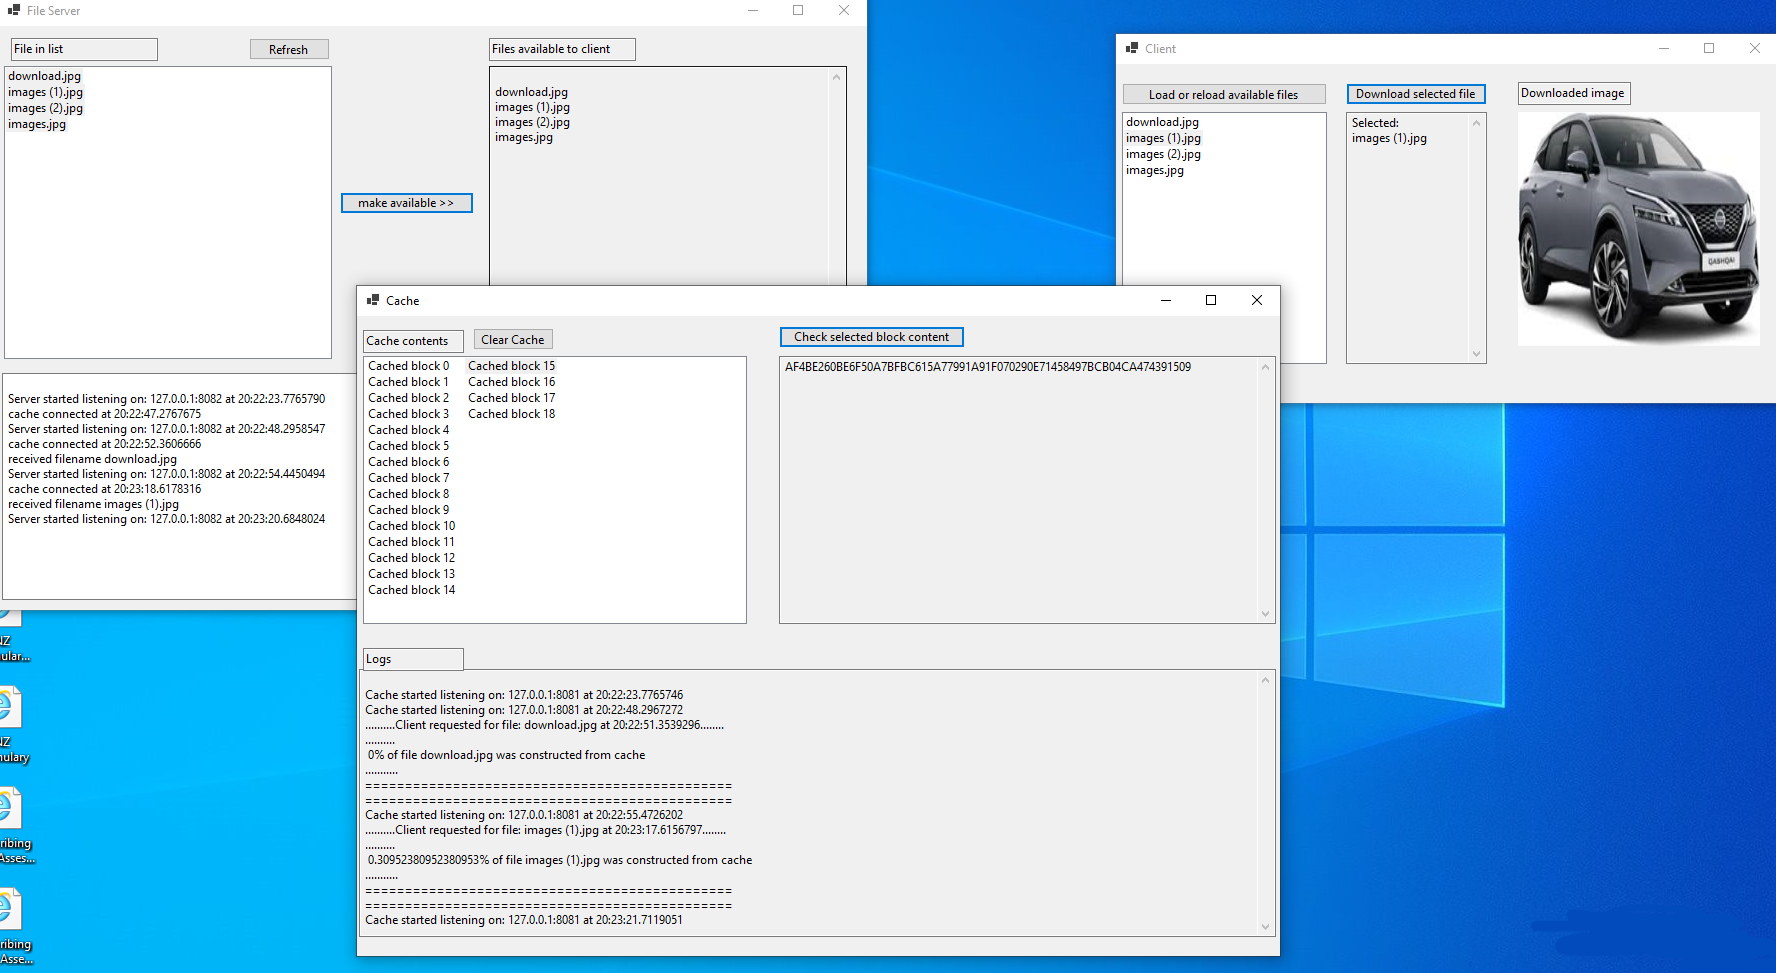 File Server
File in list
Refresh
Files available to client
download.jpg
images (1).jpg
images (2).jpg
images.jpg
download.jpg
images (1).jpg
images (2).jpg
images.jpg
make available >>
Server started listening on: 127.0.0.1:8082 at 20:22:23.7765790
cache connected at 20:22:47.2767675
Server started listening on: 127.0.0.1:8082 at 20:22:48.2958547
cache connected at 20:22:52.3606666
received filename download.jpg
Server started listening on: 127.0.0.1:8082 at 20:22:54.4450494
cache connected at 20:23:18.6178316
received filename images (1).jpg
Server started listening on: 127.0.0.1:8082 at 20:23:20.6848024
Client
Load or reload available files
Download selected file
Downloaded image
download.jpg
images (1).jpg
images (2).jpg
images.jpg
Selected:
images (1).jpg
QASHQAI
Cache
Cache contents
Clear Cache
Check selected block content
Cached block 0
Cached block 1
Cached block 2
Cached block 3
Cached block 4
Cached block 5
Cached block 6
Cached block 7
Cached block 8
Cached block 9
Cached block 10
Cached block 11
Cached block 12
Cached block 13
Cached block 14
Cached block 15
Cached block 16
Cached block 17
Cached block 18
AF4BE260BE6F50A7BFBC615A77991A91F070290E71458497BCB04CA474391509
Logs
Cache started listening on: 127.0.0.1:8081 at 20:22:23.7765746
Cache started listening on: 127.0.0.1:8081 at 20:22:48.2967272
..........Client requested for file: download.jpg at 20:22:51.3539296........
..........
0% of file download.jpg was constructed from cache
...........
==============================================
==============================================
Cache started listening on: 127.0.0.1:8081 at 20:22:55.4726202
..........Client requested for file: images (1).jpg at 20:23:17.6156797........
..........
0.30952380952380953% of file images (1).jpg was constructed from cache
...........
==============================================
==============================================
Cache started listening on: 127.0.0.1:8081 at 20:23:21.7119051
NZ
ular...
NZ
nulary
ribing
Asses...
ribing
Asse...